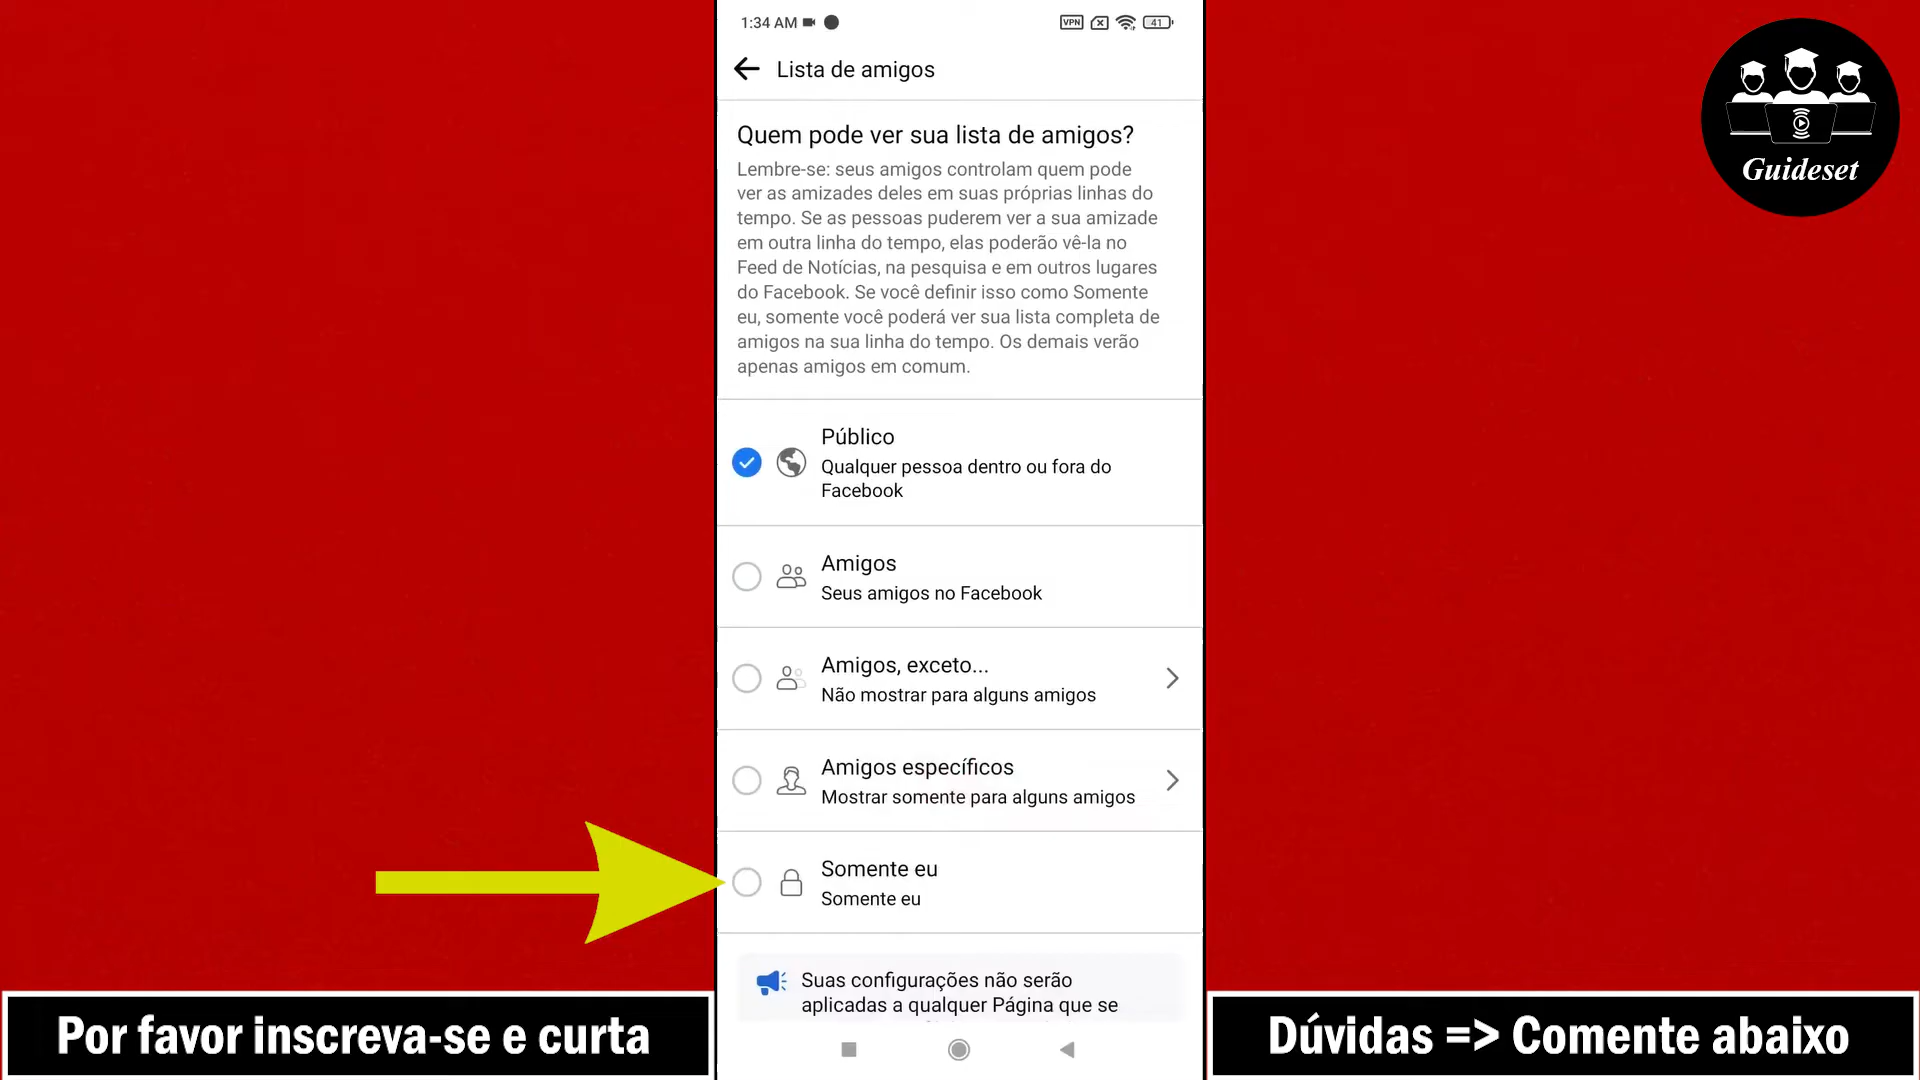 1:34 AM
VPN
41
Lista de amigos
Guideset
Quem pode ver sua lista de amigos?
Lembre-se: seus amigos controlam quem pode
ver as amizades deles em suas próprias linhas do
tempo. Se as pessoas puderem ver a sua amizade
em outra linha do tempo, elas poderão vê-la no
Feed de Notícias, na pesquisa e em outros lugares
do Facebook. Se você definir isso como Somente
eu, somente você poderá ver sua lista completa de
amigos na sua linha do tempo. Os demais verão
apenas amigos em comum.
Público
Qualquer pessoa dentro ou fora do
Facebook
Amigos
Seus amigos no Facebook
Amigos, exceto...
Não mostrar para alguns amigos
Amigos específicos
Mostrar somente para alguns amigos
Somente eu
Somente eu
Suas configurações não serão
aplicadas a qualquer Página que se
Por favor inscreva-se e curta
Dúvidas => Comente abaixo